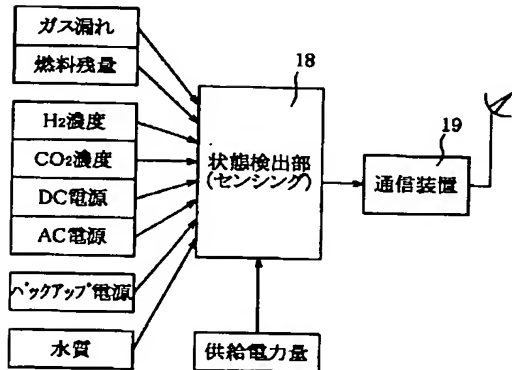 ガス漏れ
燃料残量
H₂濃度
CO₂濃度
DC電源
AC電源
バックアップ電源
水質
18
状態検出部
(センシング)
供給電力量
19
通信装置